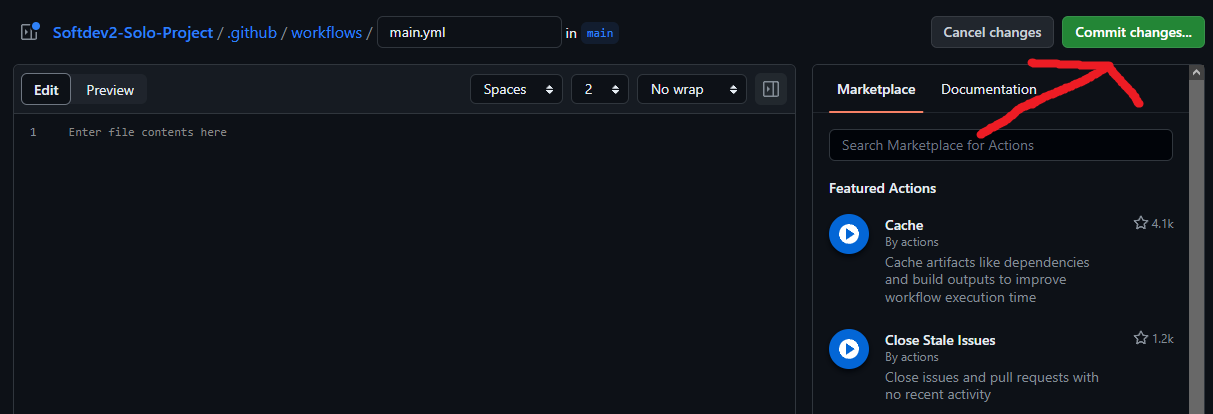 Softdev2-Solo-Project / .github / workflows / main.yml in main
Cancel changes
Commit changes...
Edit
Preview
Spaces
2
No wrap
1 Enter file contents here
Marketplace
Documentation
Search Marketplace for Actions
Featured Actions
Cache
4.1k
By actions
Cache artifacts like dependencies
and build outputs to improve
workflow execution time
Close Stale Issues
1.2k
By actions
Close issues and pull requests with
no recent activity